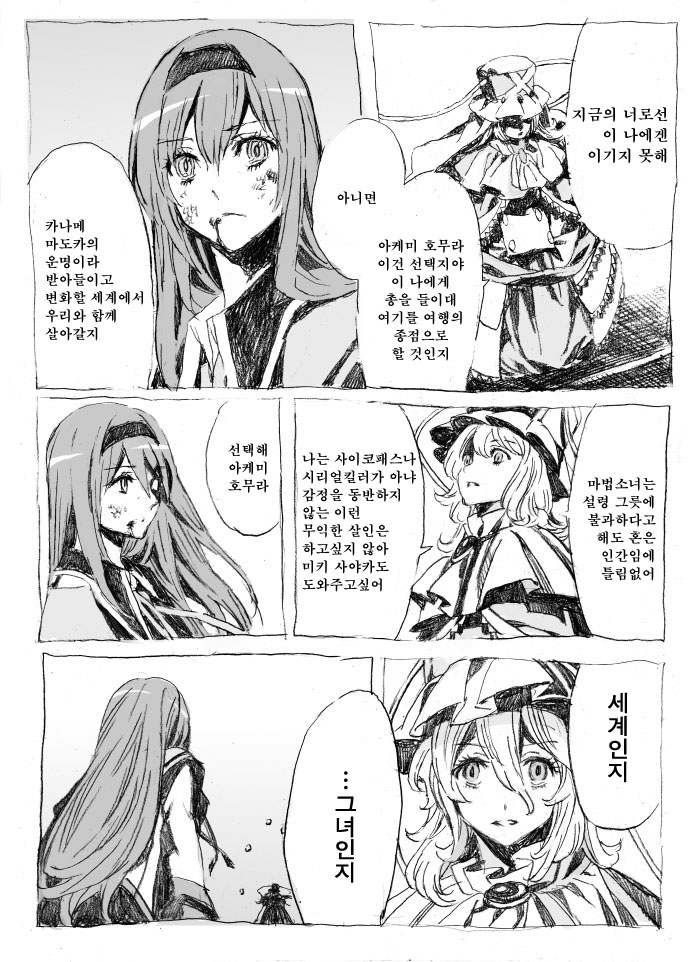 지금의 너로선
이 나에겐
이기지 못해
아니면
아케미 호무라
이건 선택지야
이 나에게
총을 들이대
여기를 여행의
종점으로
할 것인지
카나메
마도카의
운명이라
받아들이고
변화할 세계에서
우리와 함께
살아갈지
마법소녀는
설령 그릇에
불과하다고
해도 혼은
인간임에
틀림없어
나는 사이코패스나
시리얼킬러가 아냐
감정을 동반하지
않는 이런
무익한 살인은
하고싶지 않아
미키 사야카도
도와주고싶어
선택해
아케미
호무라
세계인지
…그녀인지